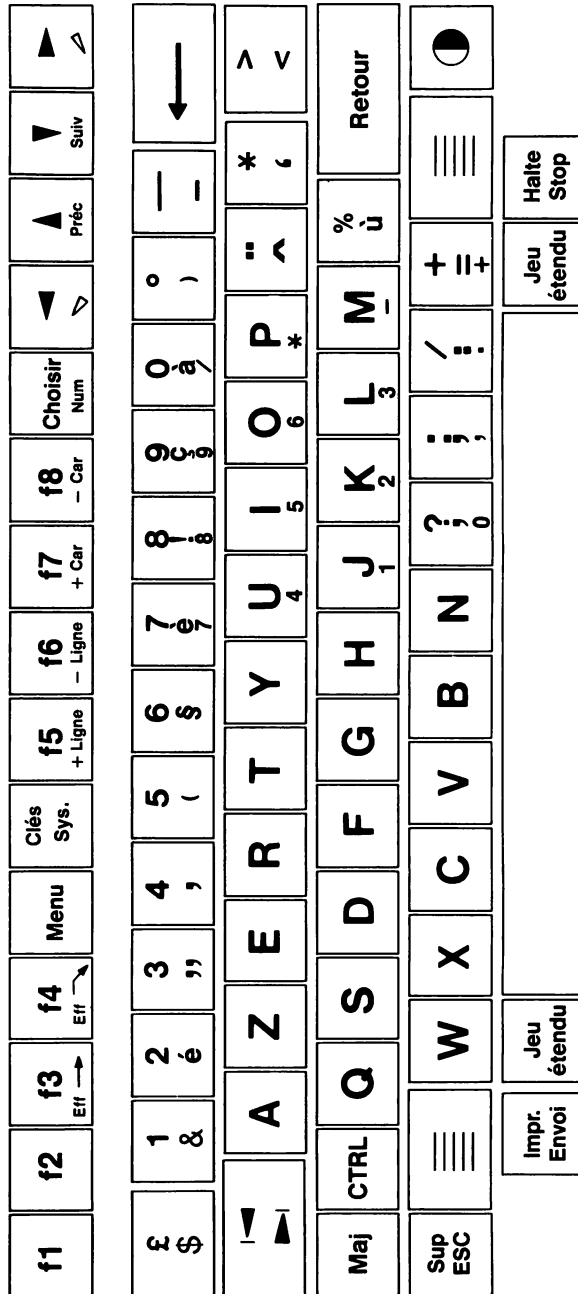 f1 f2 f3 f4 Menu Clés f5 f6 f7 f8 Choisir
Eff → Eff Sys. + Ligne − Ligne + Car − Car Num Préc Suiv
£ 1 2 3 4 5 6 7 8 9 0 ° — ←
$ & é " ' ( § è ! ç à ) -
7 8 9 /
A Z E R T Y U I O P ¨ * >
4 5 6 * ^ ‘ <
Maj CTRL Q S D F G H J K L M % Retour
1 2 3 − ù
Sup W X C V B N ? . / +
ESC , ; : =
0 , . +
Impr. Jeu Jeu Halte
Envoi étendu étendu Stop